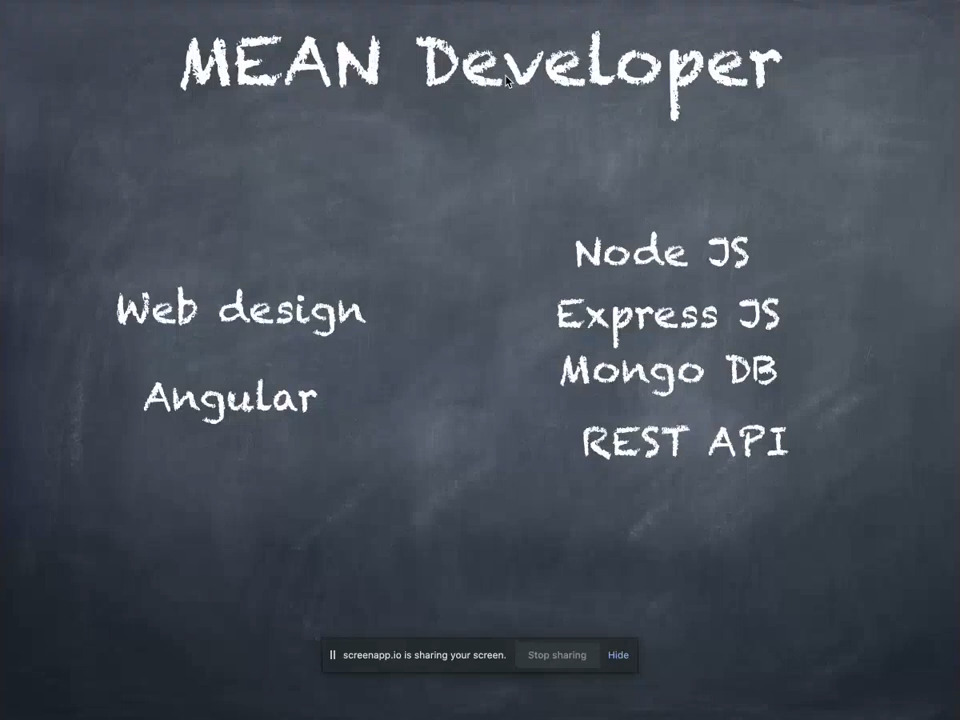 MEAN Developer
Web design
Angular
Node JS
Express JS
Mongo DB
REST API
screenapp.io is sharing your screen. Stop sharing Hide